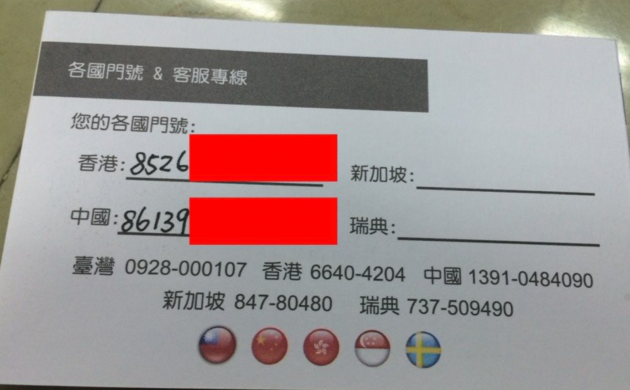 各國門號 & 客服專線
您的各國門號:
香港: 8526 新加坡:
中國: 86139 瑞典:
臺灣 0928-000107 香港 6640-4204 中國 1391-0484090
新加坡 847-80480 瑞典 737-509490